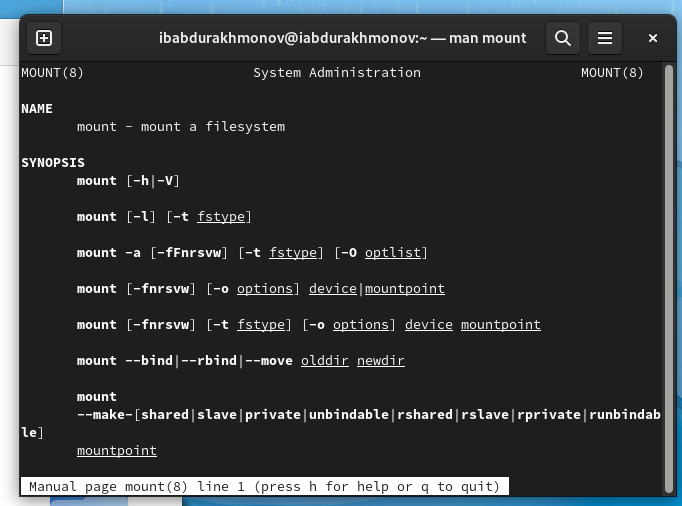 ibabdurakhmonov@iabdurakhmonov:~ — man mount
MOUNT(8) System Administration MOUNT(8)
NAME
mount - mount a filesystem
SYNOPSIS
mount [-h|-V]
mount [-l] [-t fstype]
mount -a [-fFnrsvw] [-t fstype] [-O optlist]
mount [-fnrsvw] [-o options] device|mountpoint
mount [-fnrsvw] [-t fstype] [-o options] device mountpoint
mount --bind|--rbind|--move olddir newdir
mount
--make-[shared|slave|private|unbindable|rshared|rslave|rprivate|runbindab
le]
mountpoint
Manual page mount(8) line 1 (press h for help or q to quit)